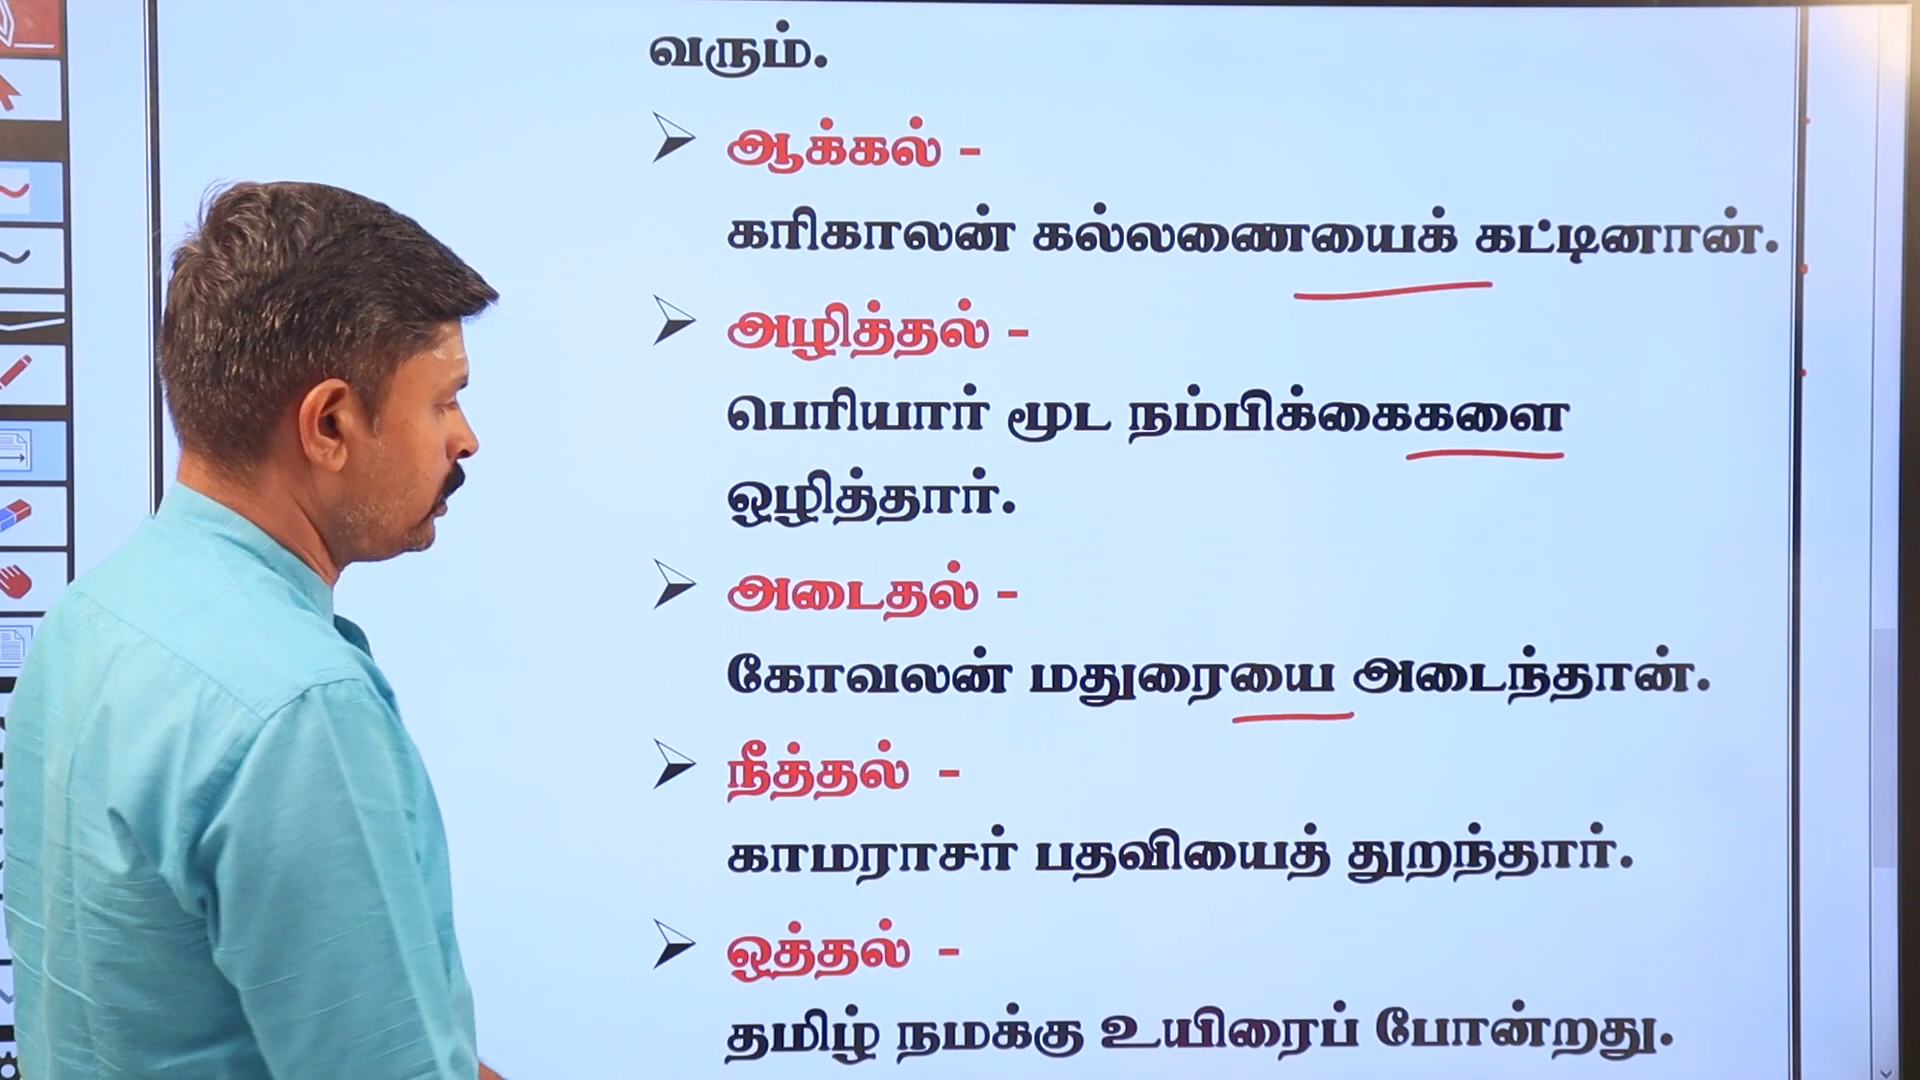 வரும்.
ஆக்கல் -
கரிகாலன் கல்லணையைக் கட்டினான்.
அழித்தல் -
பெரியார் மூட நம்பிக்கைகளை
ஒழித்தார்.
அடைதல் -
கோவலன் மதுரையை அடைந்தான்.
நீத்தல் -
காமராசர் பதவியைத் துறந்தார்.
ஒத்தல் -
தமிழ் நமக்கு உயிரைப் போன்றது.